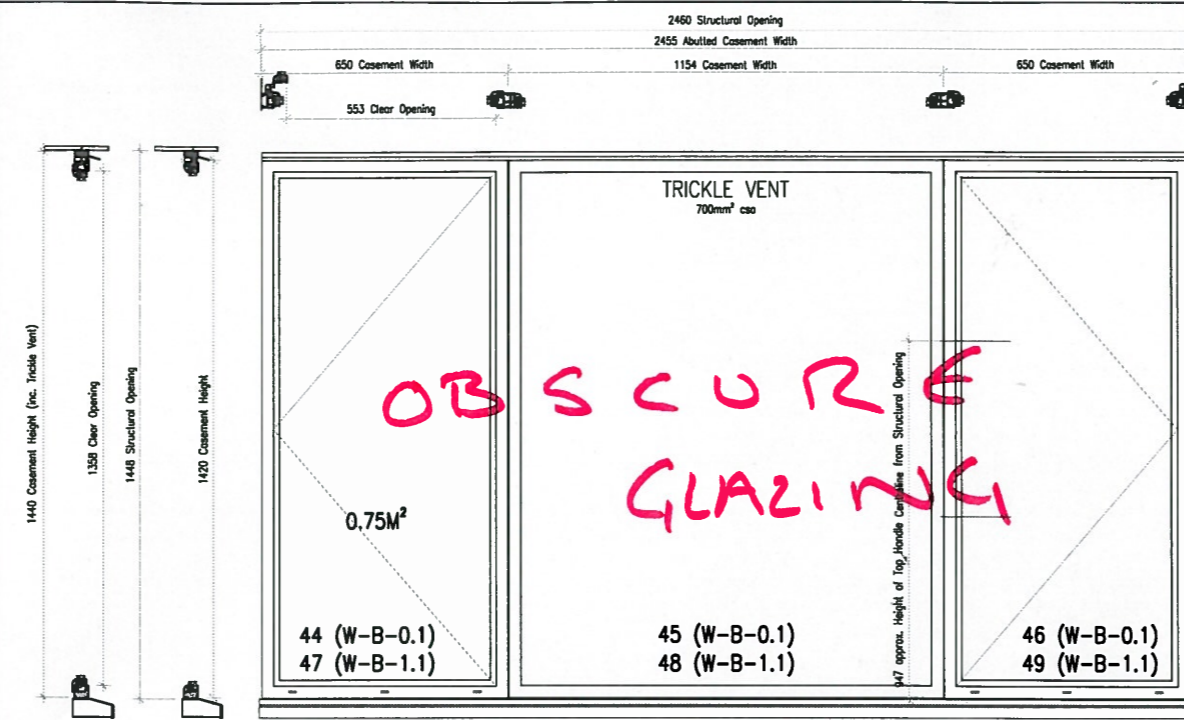 2460 Structural Opening
2455 Abutted Casement Width
650 Casement Width
1154 Casement Width
650 Casement Width
553 Clear Opening
TRICKLE VENT
700mm² csa
1440 Casement Height (inc. Trickle Vent)
1358 Clear Opening
1448 Structural Opening
1420 Casement Height
OBSCURE
GLAZING
947 approx. Height of Top Handle Centreline from Structural Opening
0,75M²
44 (W-B-0.1)
47 (W-B-1.1)
45 (W-B-0.1)
48 (W-B-1.1)
46 (W-B-0.1)
49 (W-B-1.1)